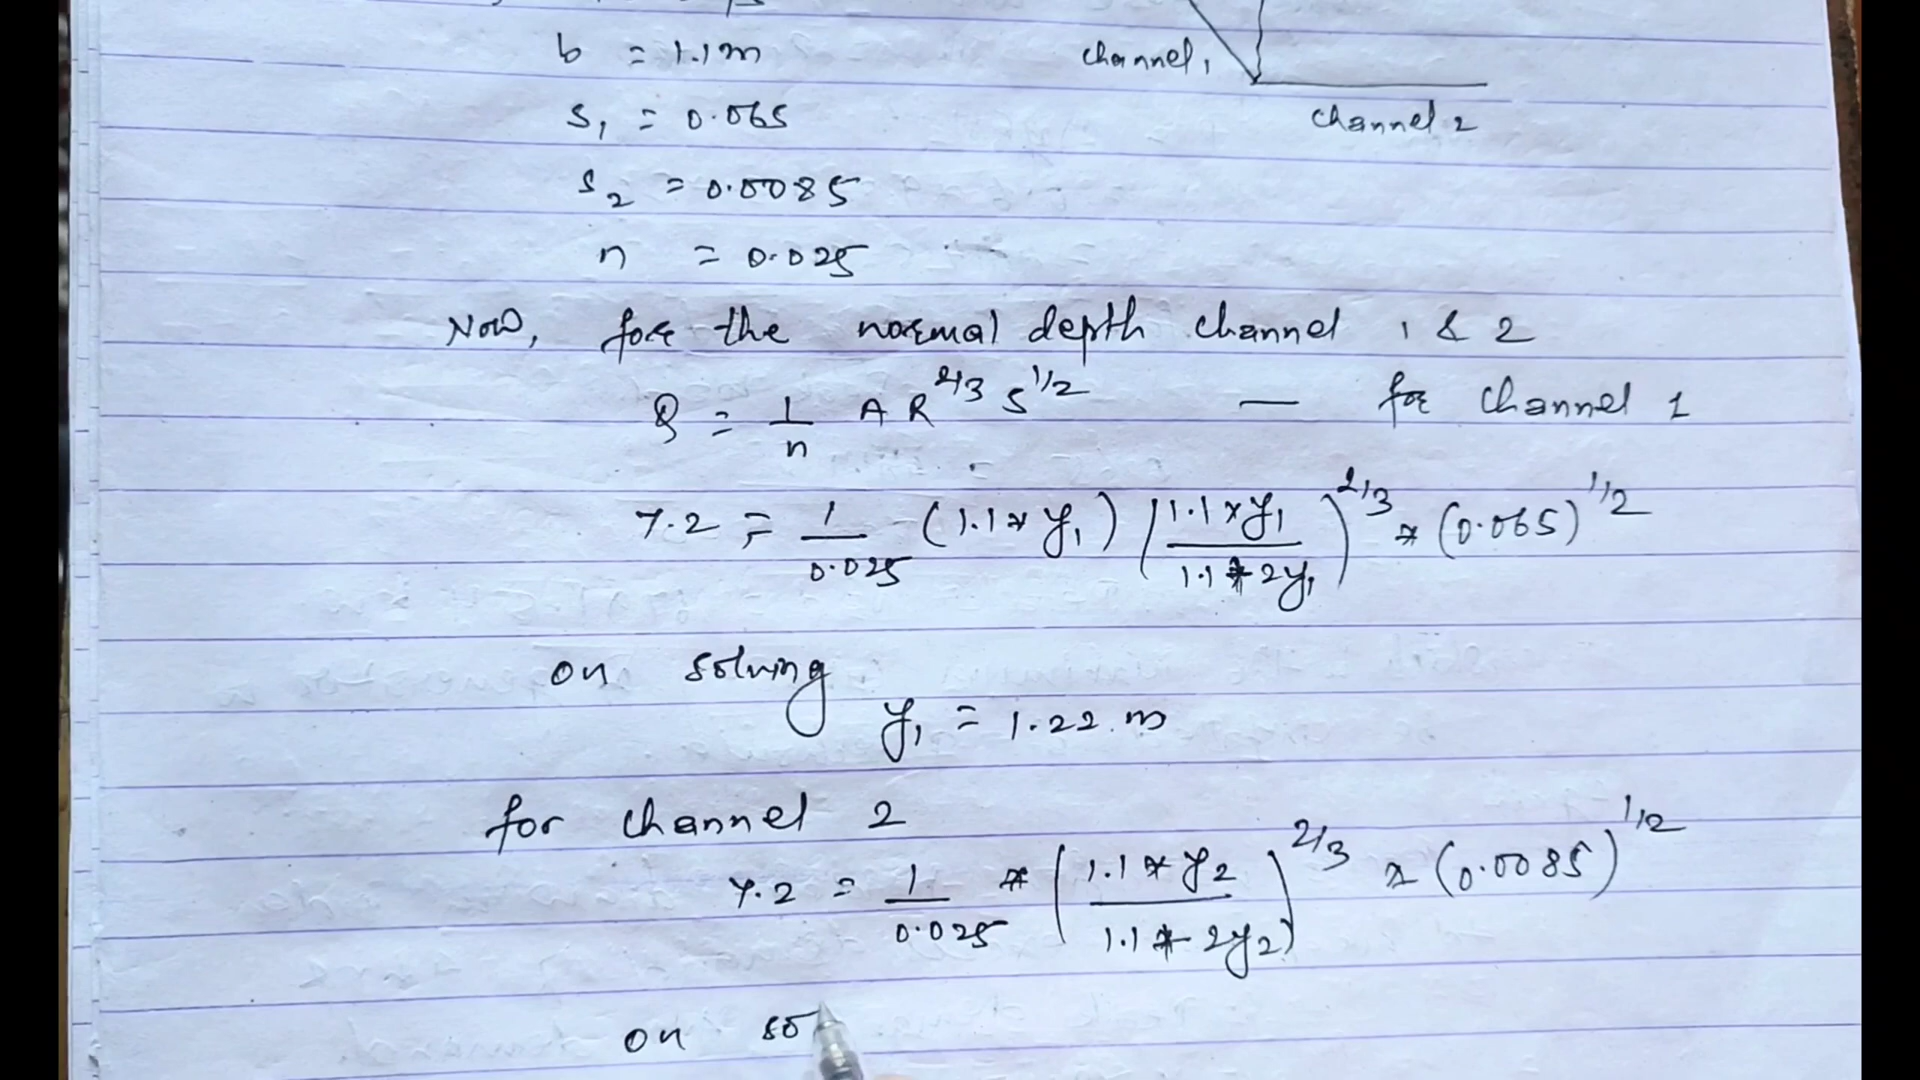 b = 1.1m
channel 1
s1 = 0.065
channel 2
s2 = 0.0085
n = 0.025
Now, for the normal depth channel 1 & 2
Q = 1/n A R^2/3 S^1/2 — for channel 1
7.2 = 1/0.025 (1.1 * y1) (1.1 * y1 / 1.1 + 2y1)^2/3 * (0.065)^1/2
on solving
y1 = 1.22 m
for channel 2
7.2 = 1/0.025 * (1.1 * y2 / 1.1 + 2y2)^2/3 * (0.0085)^1/2
on so